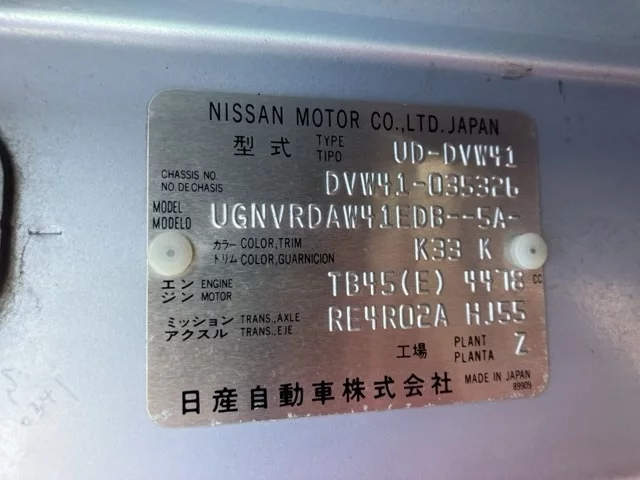 NISSAN MOTOR CO.,LTD. JAPAN
型式 TYPE TIPO UD-DVW41
CHASSIS NO. NO DE CHASIS DVW41-035326
MODEL MODELO UGNVRDAW41EDB--5A-
カラー COLOR,TRIM K33 K
トリム COLOR,GUARNICION
エンジン ENGINE MOTOR TB45(E) 4478 CC
ミッション TRANS.,AXLE RE4R02A HJ55
アクスル TRANS.,EJE
工場 PLANT PLANTA Z
日産自動車株式会社 MADE IN JAPAN
89909